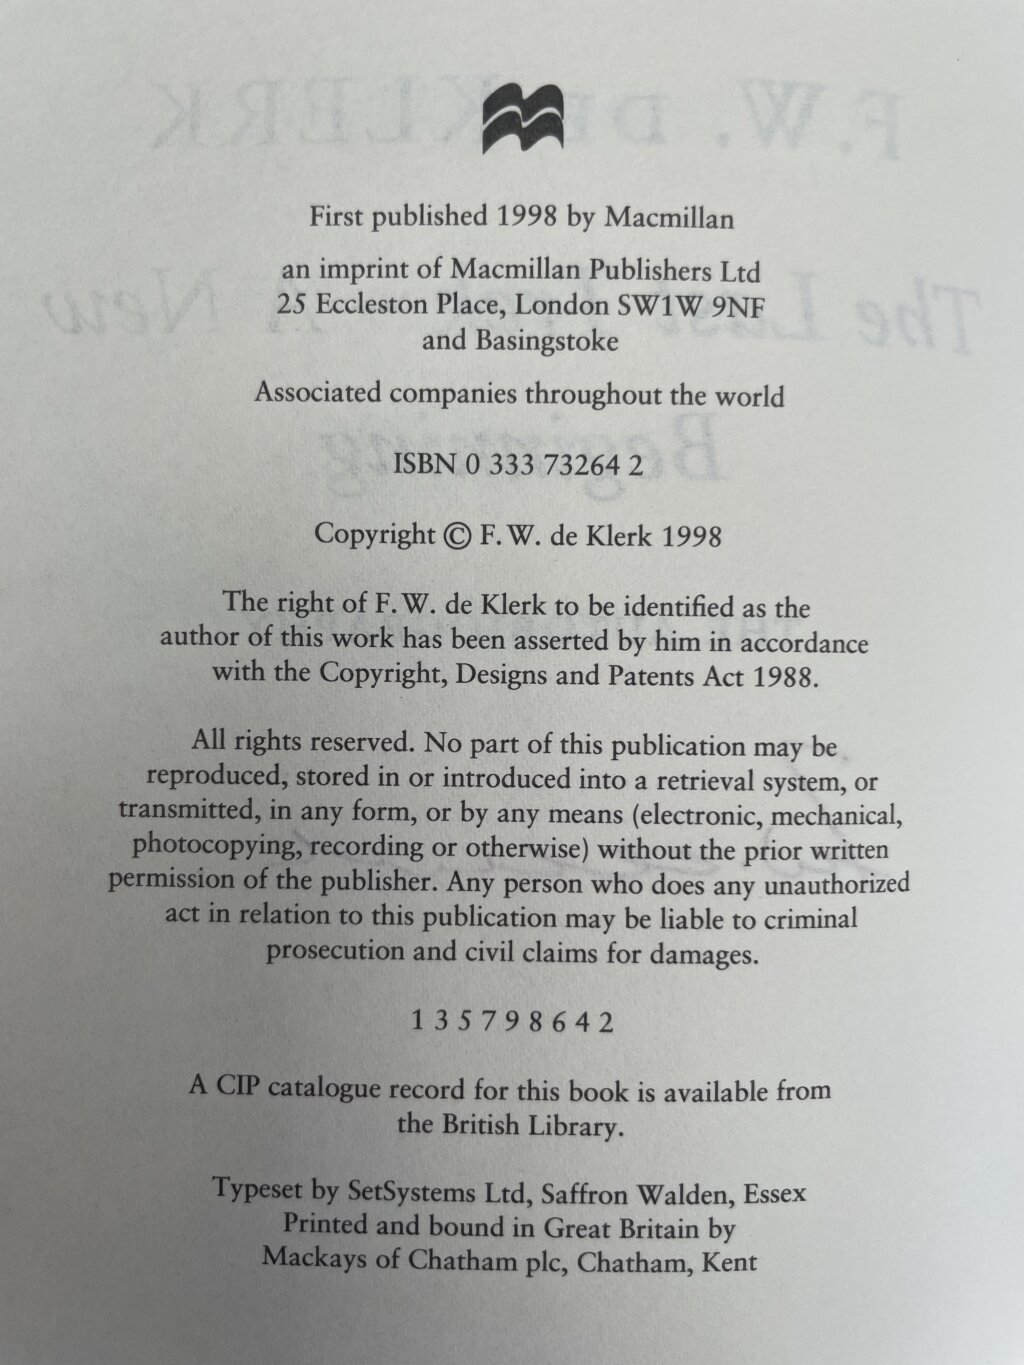 First published 1998 by Macmillan
an imprint of Macmillan Publishers Ltd
25 Eccleston Place, London SW1W 9NF
and Basingstoke
Associated companies throughout the world
ISBN 0 333 73264 2
Copyright © F. W. de Klerk 1998
The right of F. W. de Klerk to be identified as the
author of this work has been asserted by him in accordance
with the Copyright, Designs and Patents Act 1988.
All rights reserved. No part of this publication may be
reproduced, stored in or introduced into a retrieval system, or
transmitted, in any form, or by any means (electronic, mechanical,
photocopying, recording or otherwise) without the prior written
permission of the publisher. Any person who does any unauthorized
act in relation to this publication may be liable to criminal
prosecution and civil claims for damages.
1 3 5 7 9 8 6 4 2
A CIP catalogue record for this book is available from
the British Library.
Typeset by SetSystems Ltd, Saffron Walden, Essex
Printed and bound in Great Britain by
Mackays of Chatham plc, Chatham, Kent